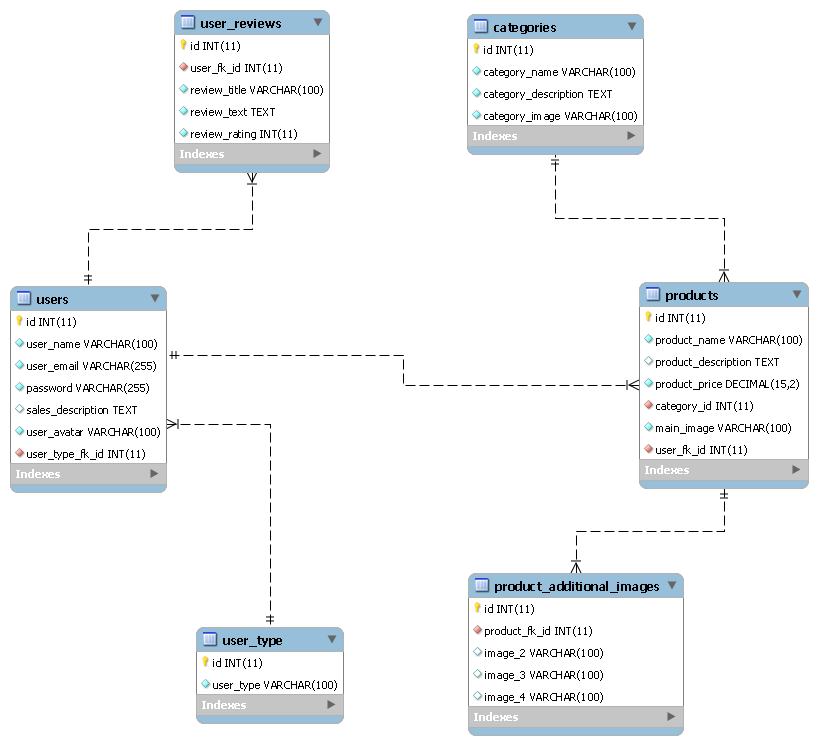 user_reviews
id INT(11)
user_fk_id INT(11)
review_title VARCHAR(100)
review_text TEXT
review_rating INT(11)
Indexes
categories
id INT(11)
category_name VARCHAR(100)
category_description TEXT
category_image VARCHAR(100)
Indexes
users
id INT(11)
user_name VARCHAR(100)
user_email VARCHAR(255)
password VARCHAR(255)
sales_description TEXT
user_avatar VARCHAR(100)
user_type_fk_id INT(11)
Indexes
products
id INT(11)
product_name VARCHAR(100)
product_description TEXT
product_price DECIMAL(15,2)
category_id INT(11)
main_image VARCHAR(100)
user_fk_id INT(11)
Indexes
user_type
id INT(11)
user_type VARCHAR(100)
Indexes
product_additional_images
id INT(11)
product_fk_id INT(11)
image_2 VARCHAR(100)
image_3 VARCHAR(100)
image_4 VARCHAR(100)
Indexes